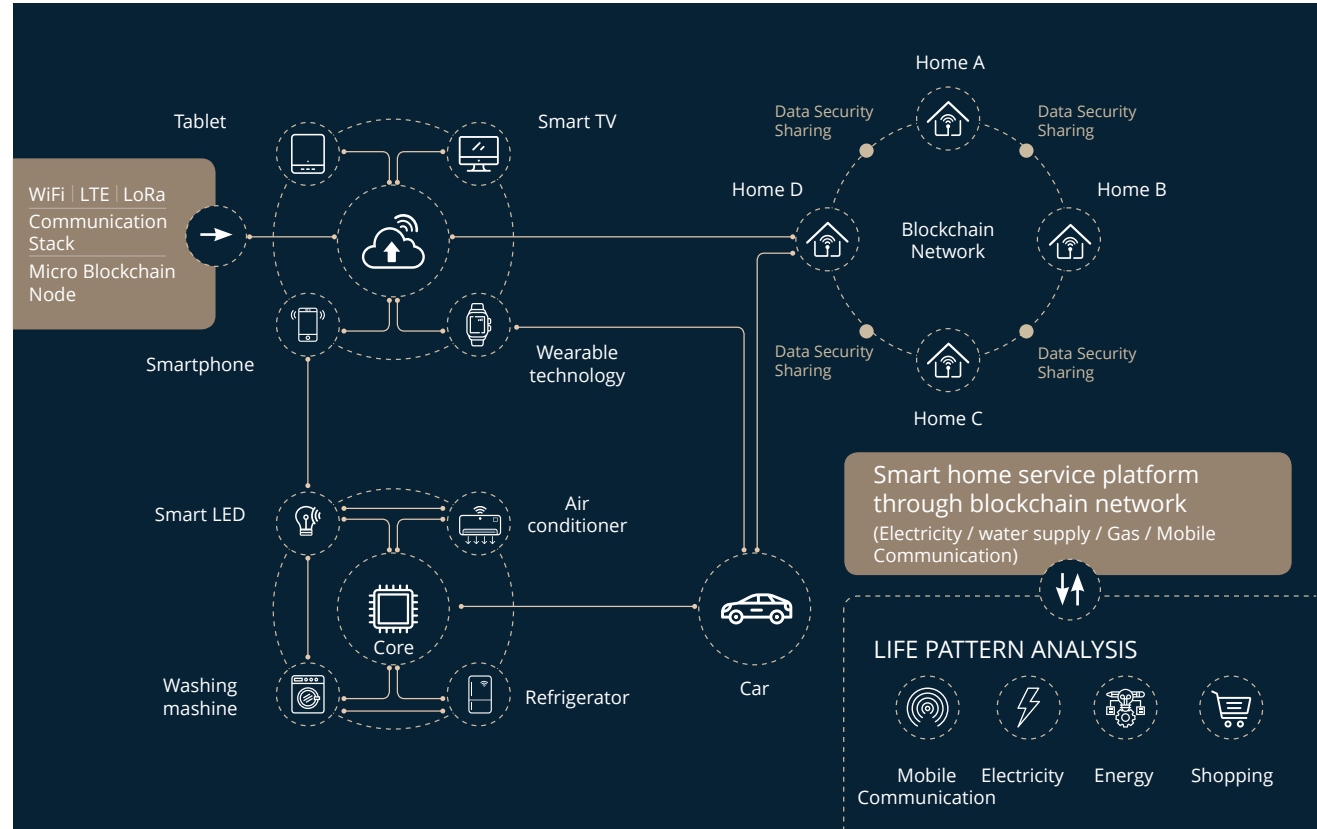 Home A
Data Security
Sharing
Data Security
Sharing
Tablet
Smart TV
WiFi | LTE | LoRa
Communication
Stack
Micro Blockchain
Node
Home D
Home B
Blockchain
Network
Smartphone
Wearable
technology
Data Security
Sharing
Data Security
Sharing
Home C
Smart home service platform
through blockchain network
(Electricity / water supply / Gas / Mobile
Communication)
Smart LED
Air
conditioner
Core
Car
Washing
mashine
Refrigerator
LIFE PATTERN ANALYSIS
Mobile
Communication
Electricity
Energy
Shopping